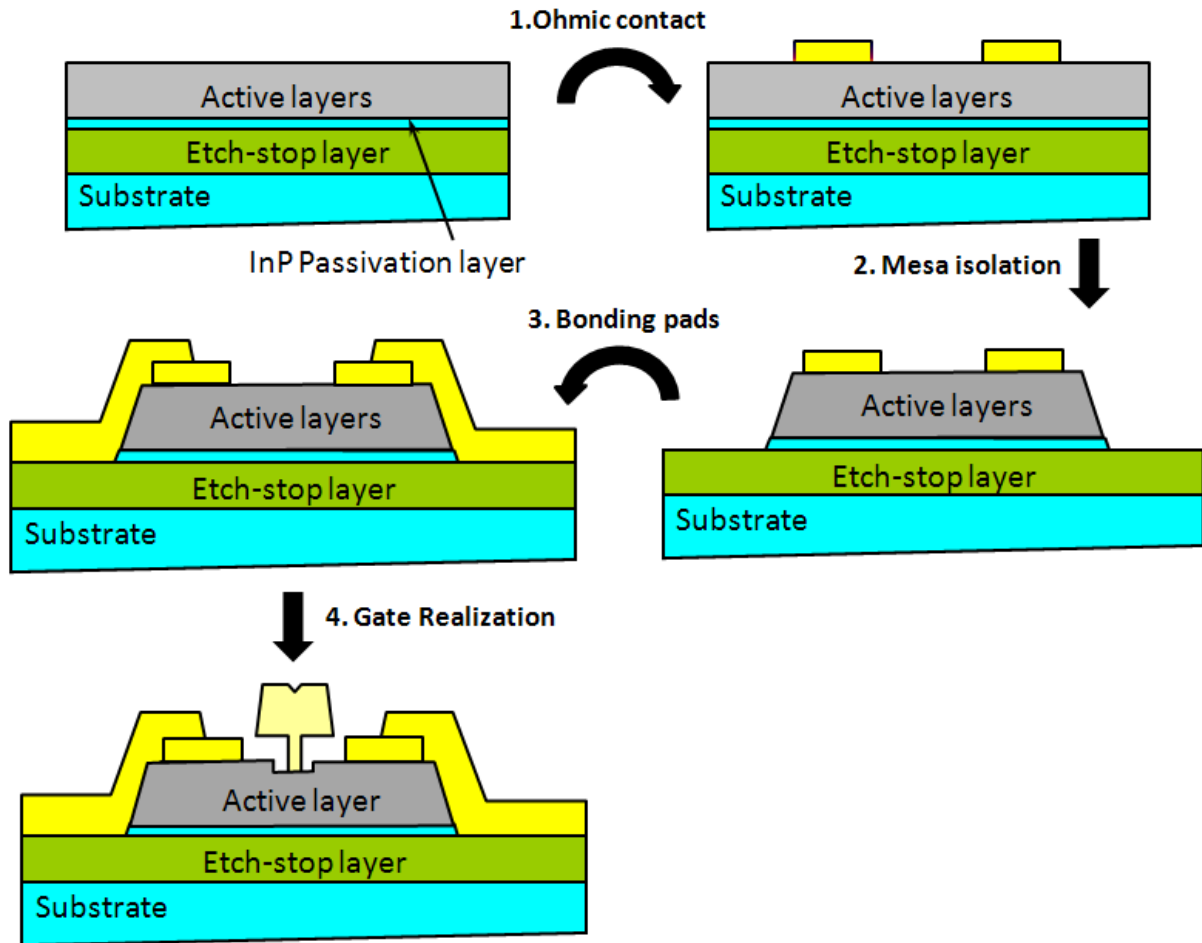 1.Ohmic contact
Active layers
Etch-stop layer
Substrate
InP Passivation layer
Active layers
Etch-stop layer
Substrate
2. Mesa isolation
3. Bonding pads
Active layers
Etch-stop layer
Substrate
Active layers
Etch-stop layer
Substrate
4. Gate Realization
Active layer
Etch-stop layer
Substrate